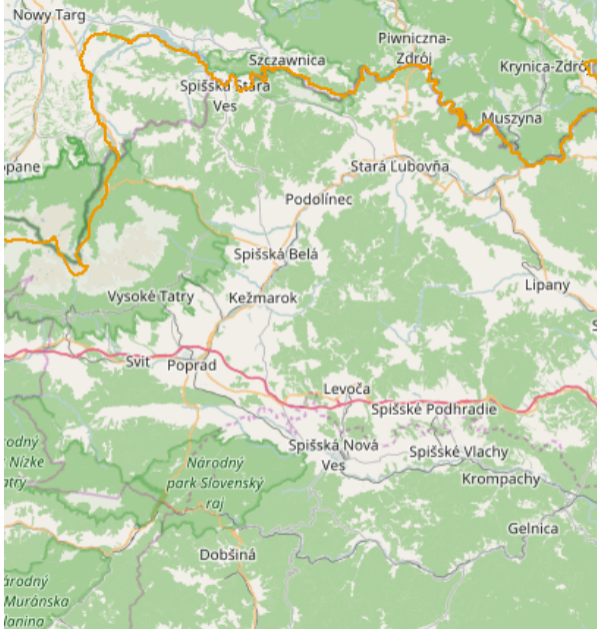 Nowy Targ
Piwniczna-
Zdrój
Szczawnica
Krynica-Zdrój
Spišská Stará
Ves
Muszyna
opane
Stará Ľubovňa
Podolínec
Spišská Belá
Lipany
Vysoké Tatry
Kežmarok
S
Svit
Poprad
Levoča
Spišské Podhradie
rodný
Nízke
atry
Spišská Nová
Ves
Spišské Vlachy
Národný
park Slovenský
raj
Krompachy
Gelnica
Dobšiná
árodný
Muránska
lanina